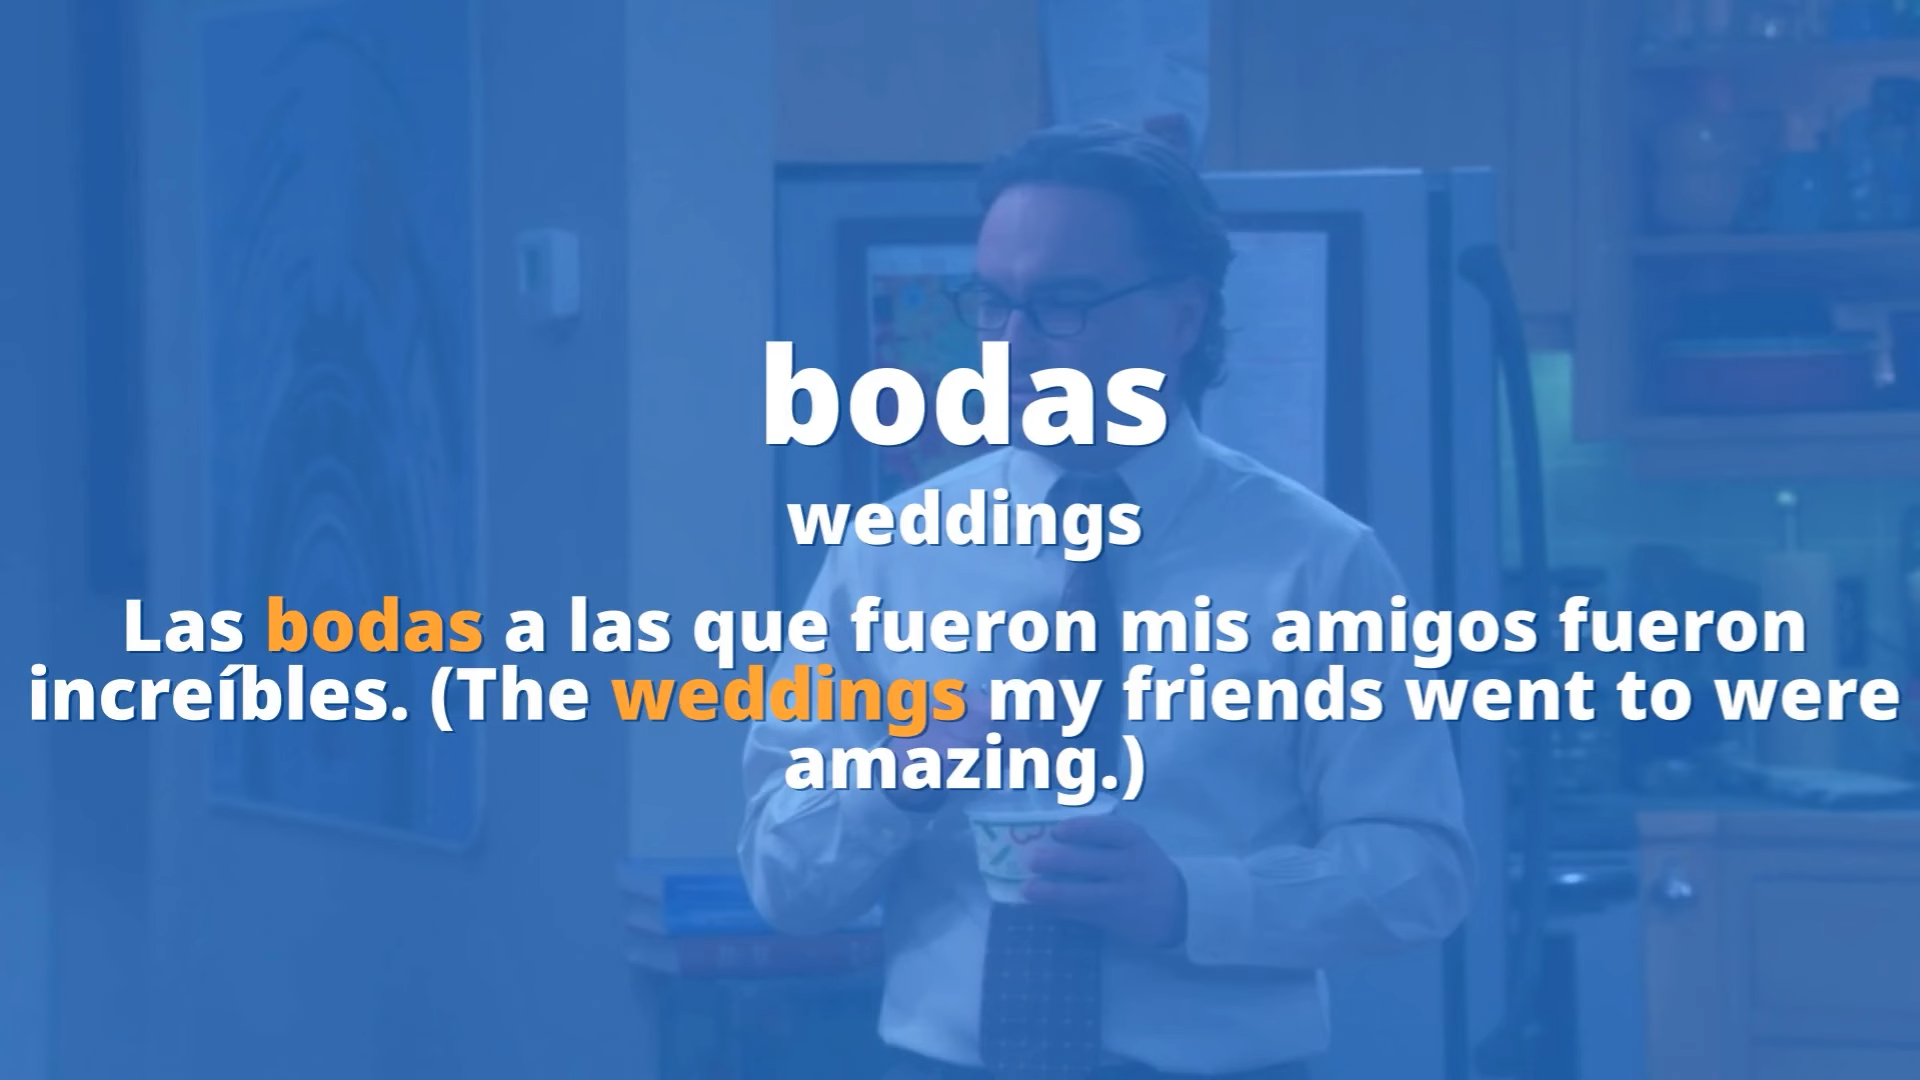 bodas
weddings
Las bodas a las que fueron mis amigos fueron
increíbles. (The weddings my friends went to were
amazing.)